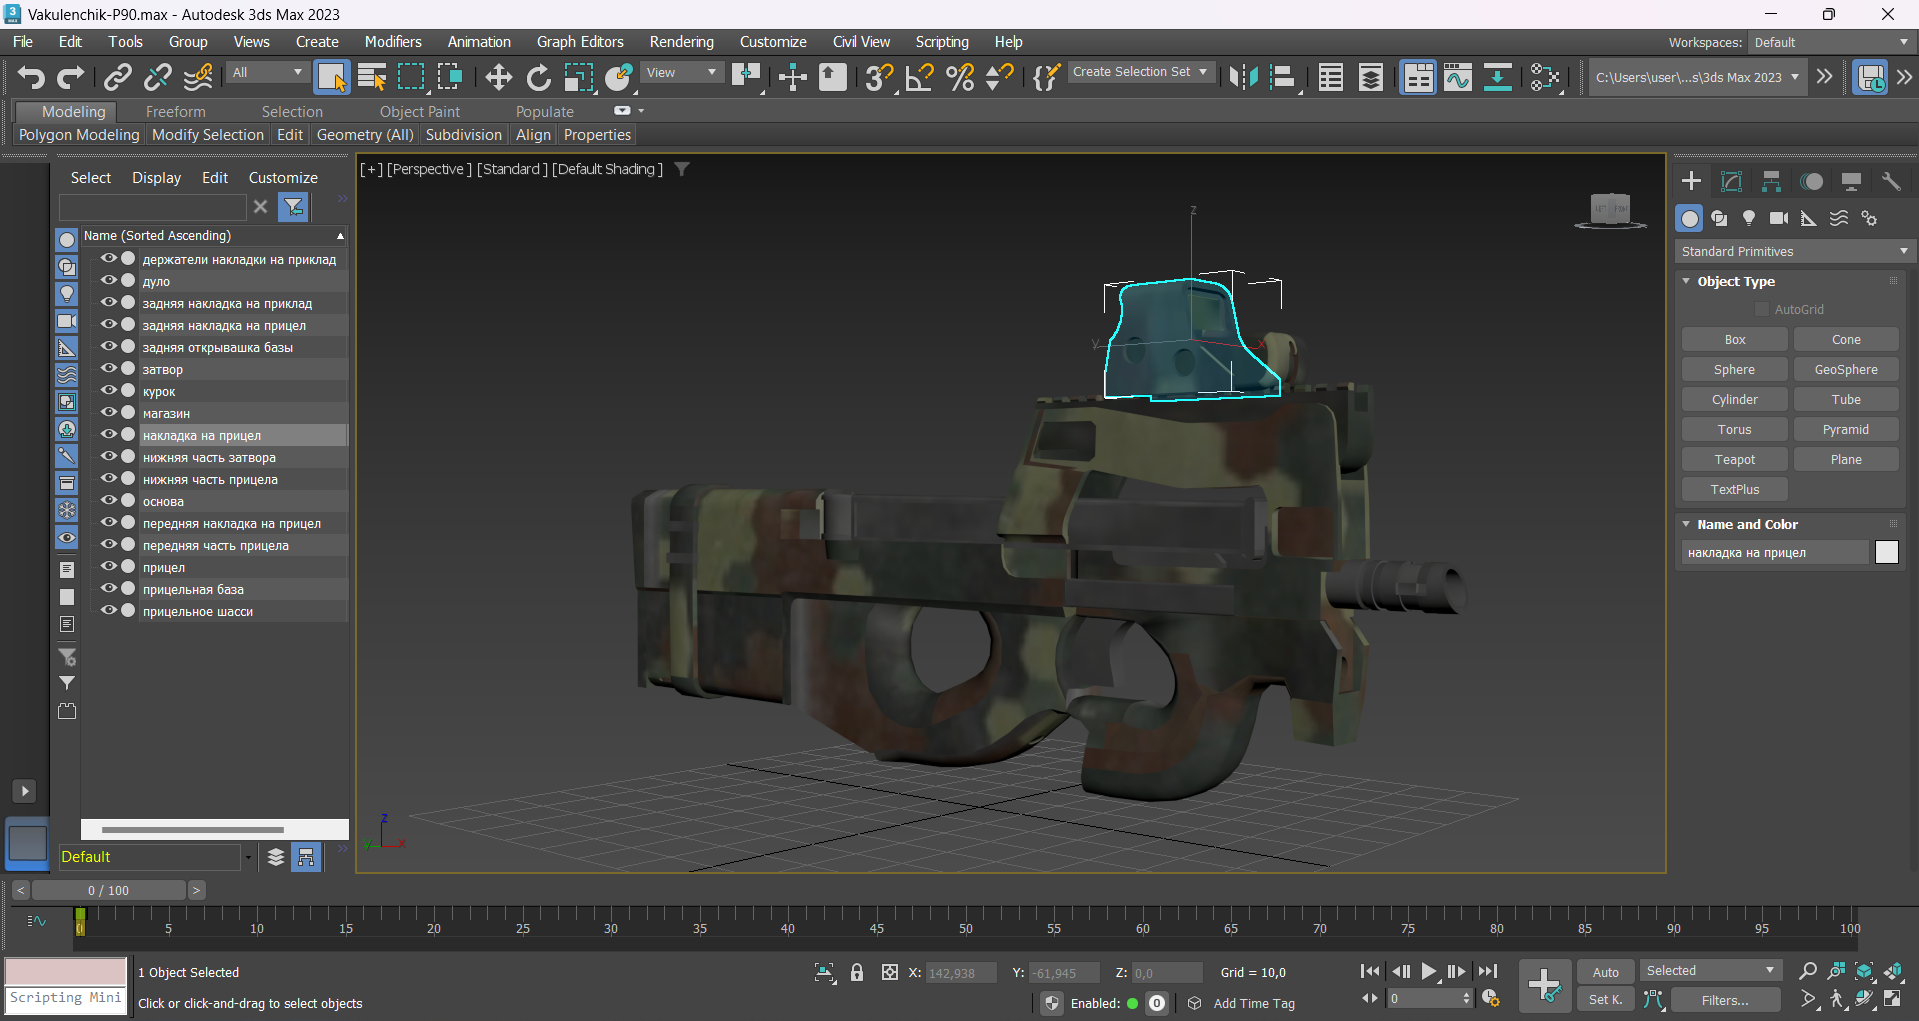 Vakulenchik-P90.max - Autodesk 3ds Max 2023
File Edit Tools Group Views Create Modifiers Animation Graph Editors Rendering Customize Civil View Scripting Help Workspaces: Default
All View Create Selection Set C:\Users\user\...s\3ds Max 2023
Modeling Freeform Selection Object Paint Populate
Polygon Modeling Modify Selection Edit Geometry (All) Subdivision Align Properties
Select Display Edit Customize
Name (Sorted Ascending)
держатели накладки на приклад
дуло
задняя накладка на приклад
задняя накладка на прицел
задняя открывашка базы
затвор
курок
магазин
накладка на прицел
нижняя часть затвора
нижняя часть прицела
основа
передняя накладка на прицел
передняя часть прицела
прицел
прицельная база
прицельное шасси
Default
[+] [Perspective ] [Standard ] [Default Shading ]
z
y
x
z
y
x
Standard Primitives
Object Type
AutoGrid
Box Cone
Sphere GeoSphere
Cylinder Tube
Torus Pyramid
Teapot Plane
TextPlus
Name and Color
накладка на прицел
< 0 / 100 >
0 5 10 15 20 25 30 35 40 45 50 55 60 65 70 75 80 85 90 95 100
1 Object Selected X: 142,938 Y: -61,945 Z: 0,0 Grid = 10,0 Auto Selected
Scripting Mini Click or click-and-drag to select objects Enabled: 0 Add Time Tag 0 Set K. Filters...